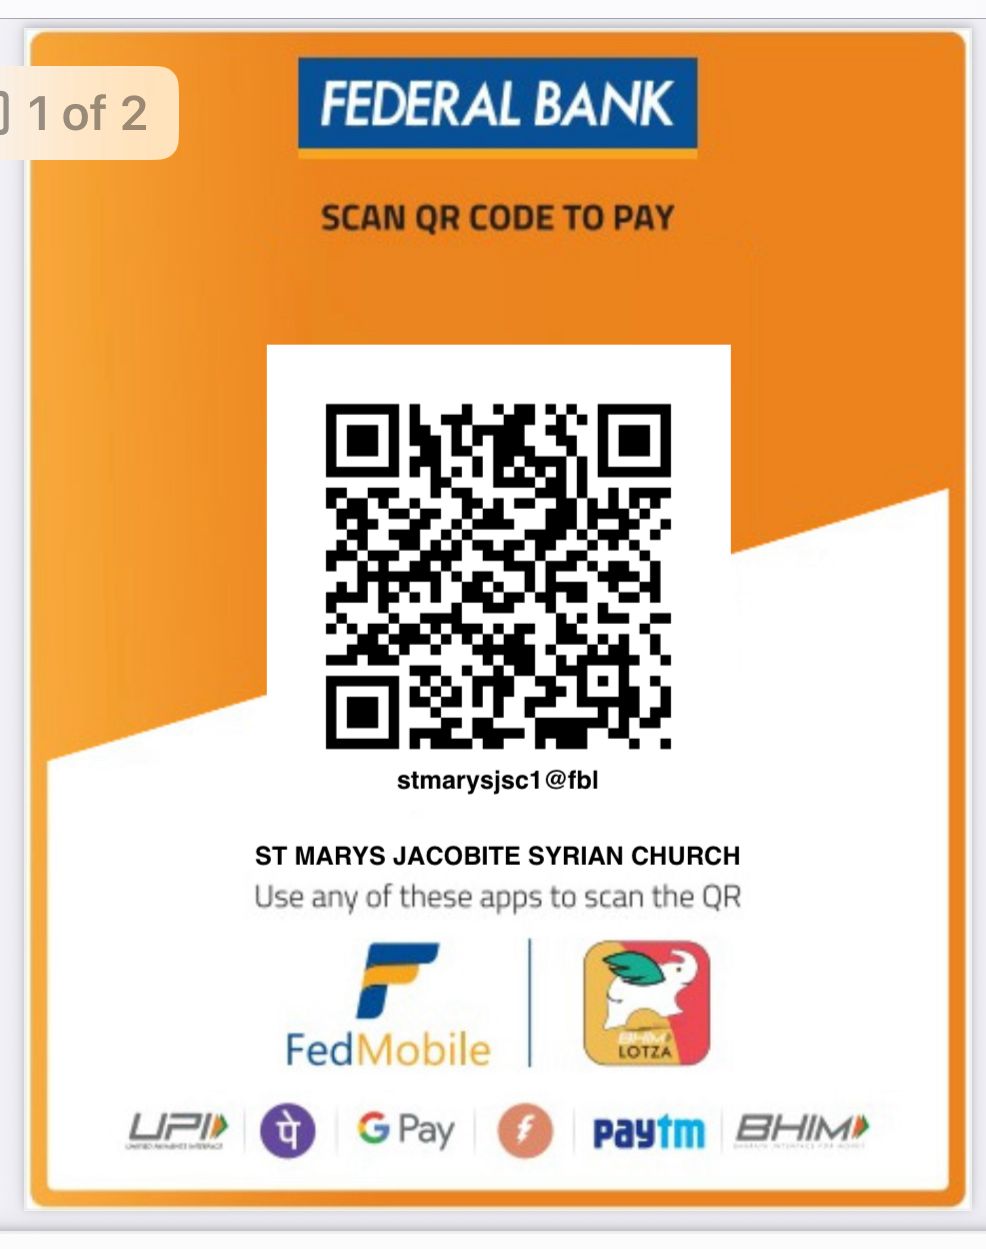 1 of 2
FEDERAL BANK
SCAN QR CODE TO PAY
stmarysjsc1@fbl
ST MARYS JACOBITE SYRIAN CHURCH
Use any of these apps to scan the QR
FedMobile
BHIM
LOTZA
UPI
पे
G Pay
paytm
BHIM